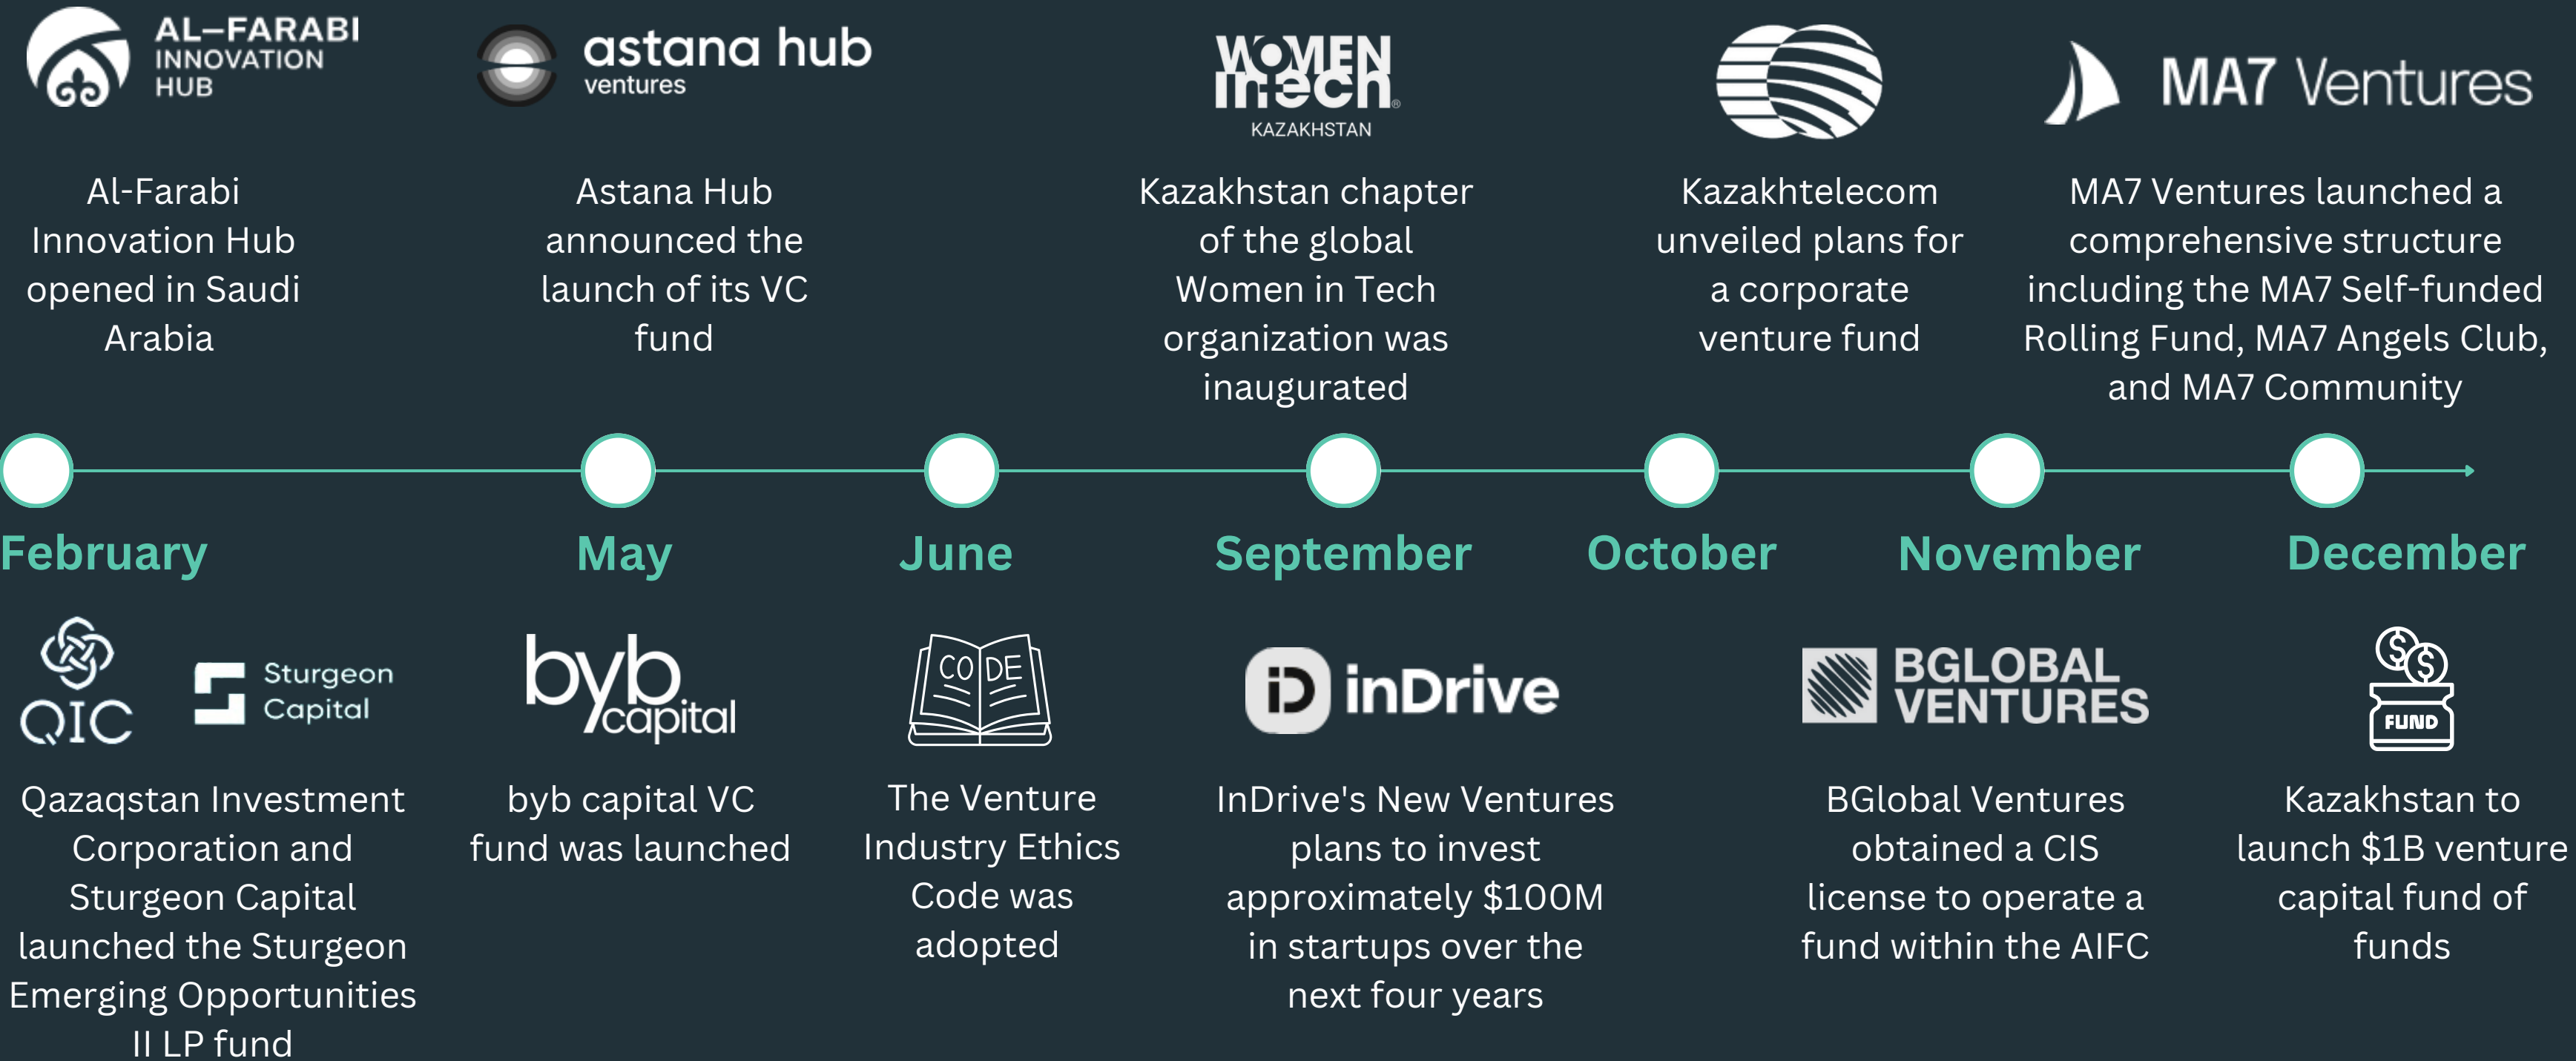 AL–FARABI
INNOVATION
HUB
astana hub
ventures
WOMEN
in tech®
KAZAKHSTAN
MA7 Ventures
Al-Farabi
Innovation Hub
opened in Saudi
Arabia
Astana Hub
announced the
launch of its VC
fund
Kazakhstan chapter
of the global
Women in Tech
organization was
inaugurated
Kazakhtelecom
unveiled plans for
a corporate
venture fund
MA7 Ventures launched a
comprehensive structure
including the MA7 Self-funded
Rolling Fund, MA7 Angels Club,
and MA7 Community
February
May
June
September
October
November
December
QIC
Sturgeon
Capital
byb
capital
CODE
iD inDrive
BGLOBAL
VENTURES
$ $
FUND
Qazaqstan Investment
Corporation and
Sturgeon Capital
launched the Sturgeon
Emerging Opportunities
II LP fund
byb capital VC
fund was launched
The Venture
Industry Ethics
Code was
adopted
InDrive's New Ventures
plans to invest
approximately $100M
in startups over the
next four years
BGlobal Ventures
obtained a CIS
license to operate a
fund within the AIFC
Kazakhstan to
launch $1B venture
capital fund of
funds